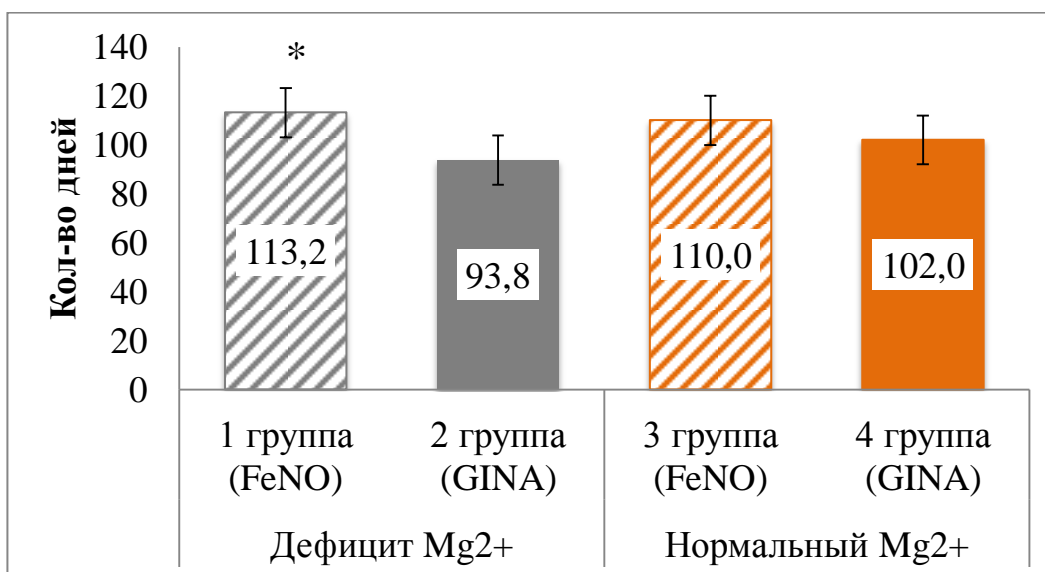 Кол-во дней
140
120
100
80
60
40
20
0
*
113,2
93,8
110,0
102,0
1 группа
(FeNO)
2 группа
(GINA)
3 группа
(FeNO)
4 группа
(GINA)
Дефицит Mg2+
Нормальный Mg2+